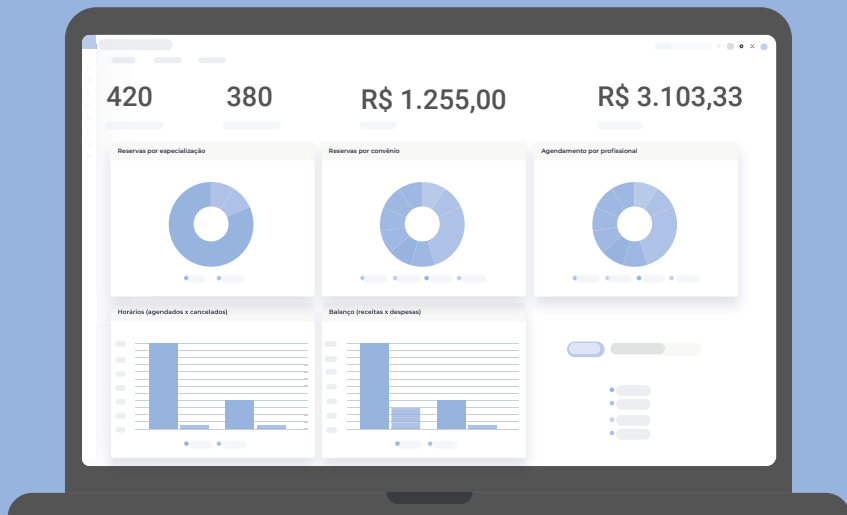 420
380
R$ 1.255,00
R$ 3.103,33
Reservas por especialização
Reservas por convênio
Agendamento por profissional
Horários (agendados x cancelados)
Balanço (receitas x despesas)